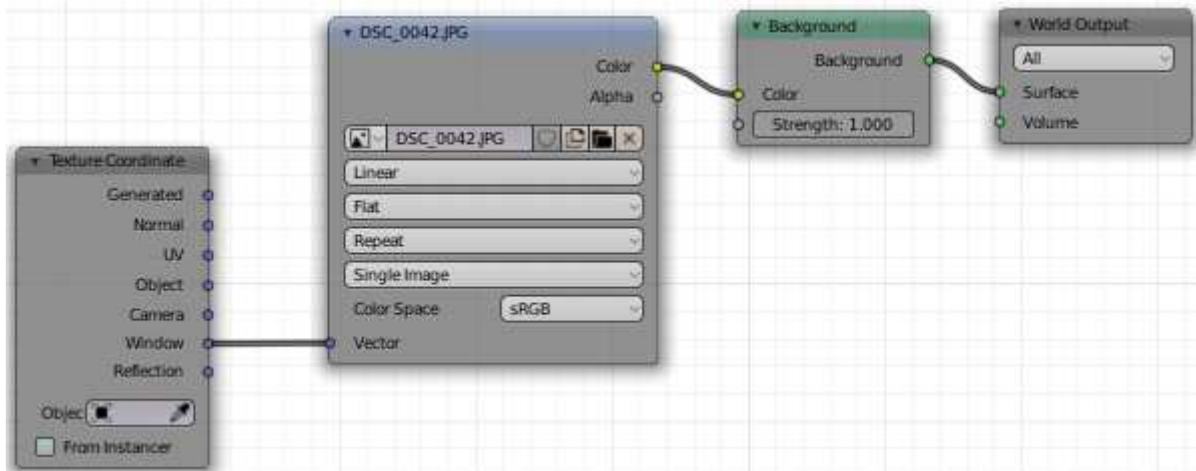 Texture Coordinate
Generated
Normal
UV
Object
Camera
Window
Reflection
Objec
From Instancer
DSC_0042.JPG
Color
Alpha
DSC_0042.JPG
Linear
Flat
Repeat
Single Image
Color Space sRGB
Vector
Background
Background
Color
Strength: 1.000
World Output
All
Surface
Volume